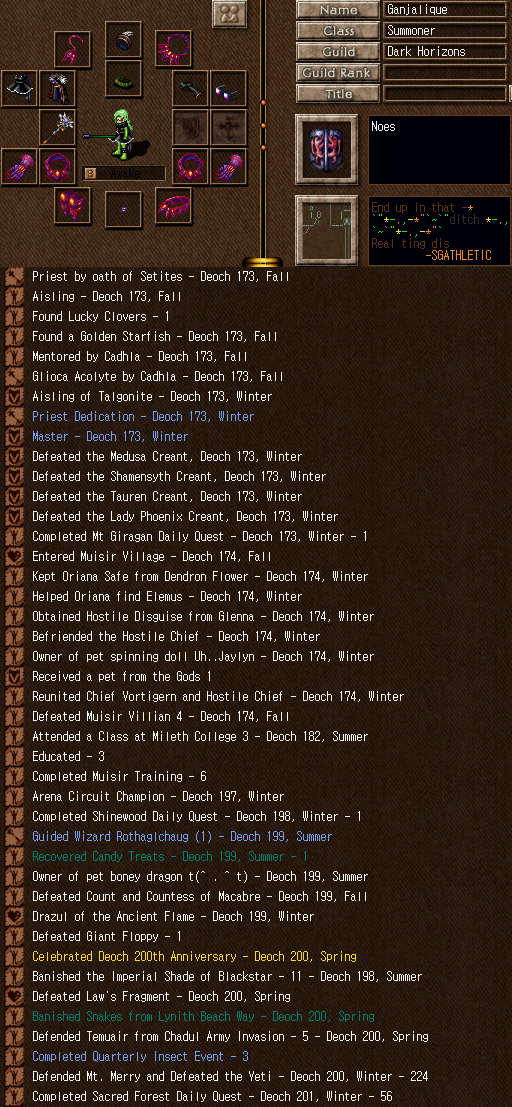 Name Ganjalique
Class Summoner
Guild Dark Horizons
Guild Rank
Title
Noes
Awake
End up in that -*
`"*-,.-*"`~`"ditch.*-.,
~`"*-,.-*"`
Real ting dis
-SGATHLETIC
Priest by oath of Setites - Deoch 173, Fall
Aisling - Deoch 173, Fall
Found Lucky Clovers - 1
Found a Golden Starfish - Deoch 173, Fall
Mentored by Cadhla - Deoch 173, Fall
Glioca Acolyte by Cadhla - Deoch 173, Fall
Aisling of Talgonite - Deoch 173, Winter
Priest Dedication - Deoch 173, Winter
Master - Deoch 173, Winter
Defeated the Medusa Creant, Deoch 173, Winter
Defeated the Shamensyth Creant, Deoch 173, Winter
Defeated the Tauren Creant, Deoch 173, Winter
Defeated the Lady Phoenix Creant, Deoch 173, Winter
Completed Mt Giragan Daily Quest - Deoch 173, Winter - 1
Entered Muisir Village - Deoch 174, Fall
Kept Oriana Safe from Dendron Flower - Deoch 174, Winter
Helped Oriana find Elemus - Deoch 174, Winter
Obtained Hostile Disguise from Glenna - Deoch 174, Winter
Befriended the Hostile Chief - Deoch 174, Winter
Owner of pet spinning doll Uh..Jaylyn - Deoch 174, Winter
Received a pet from the Gods 1
Reunited Chief Vortigern and Hostile Chief - Deoch 174, Winter
Defeated Muisir Villian 4 - Deoch 174, Fall
Attended a Class at Mileth College 3 - Deoch 182, Summer
Educated - 3
Completed Muisir Training - 6
Arena Circuit Champion - Deoch 197, Winter
Completed Shinewood Daily Quest - Deoch 198, Winter - 1
Guided Wizard Rothaglchaug (1) - Deoch 199, Summer
Recovered Candy Treats - Deoch 199, Summer - 1
Owner of pet boney dragon t(^ . ^ t) - Deoch 199, Summer
Defeated Count and Countess of Macabre - Deoch 199, Fall
Drazul of the Ancient Flame - Deoch 199, Winter
Defeated Giant Floppy - 1
Celebrated Deoch 200th Anniversary - Deoch 200, Spring
Banished the Imperial Shade of Blackstar - 11 - Deoch 198, Summer
Defeated Law's Fragment - Deoch 200, Spring
Banished Snakes from Lynith Beach Way - Deoch 200, Spring
Defended Temuair from Chadul Army Invasion - 5 - Deoch 200, Spring
Completed Quarterly Insect Event - 3
Defended Mt. Merry and Defeated the Yeti - Deoch 200, Winter - 224
Completed Sacred Forest Daily Quest - Deoch 201, Winter - 56